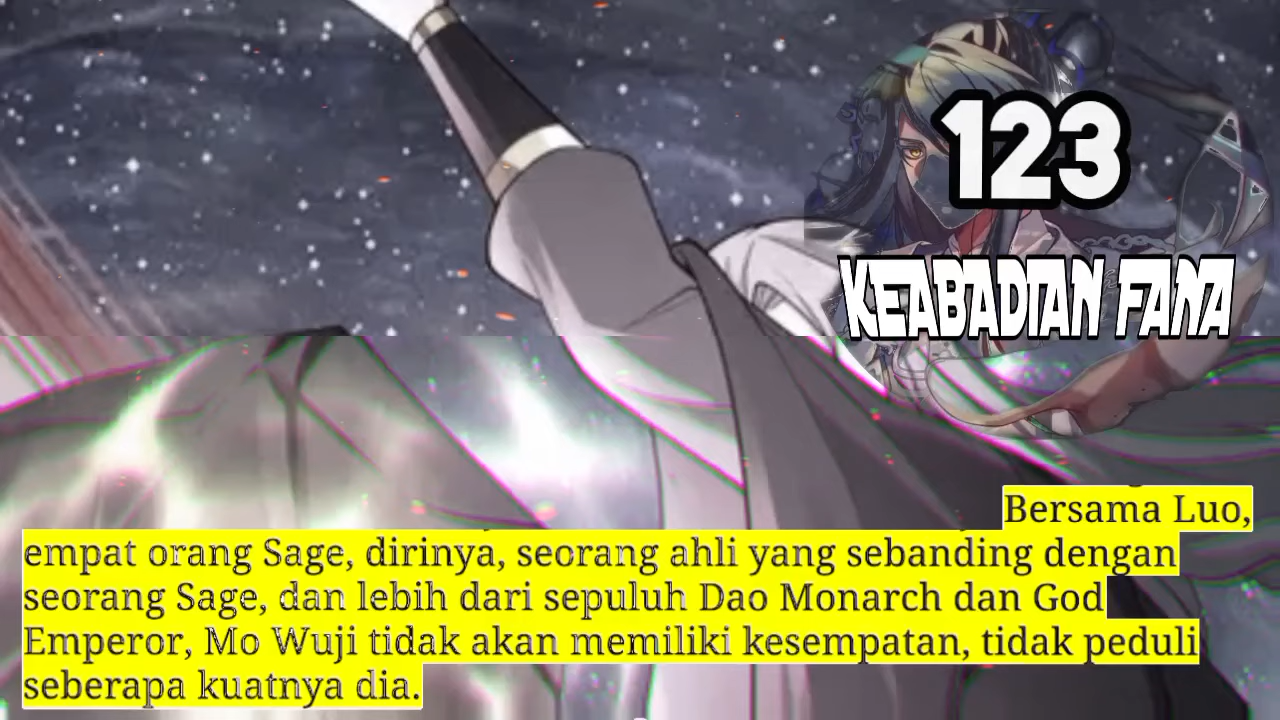 123
KEABADIAN FANA
Bersama Luo,
empat orang Sage, dirinya, seorang ahli yang sebanding dengan
seorang Sage, dan lebih dari sepuluh Dao Monarch dan God
Emperor, Mo Wuji tidak akan memiliki kesempatan, tidak peduli
seberapa kuatnya dia.